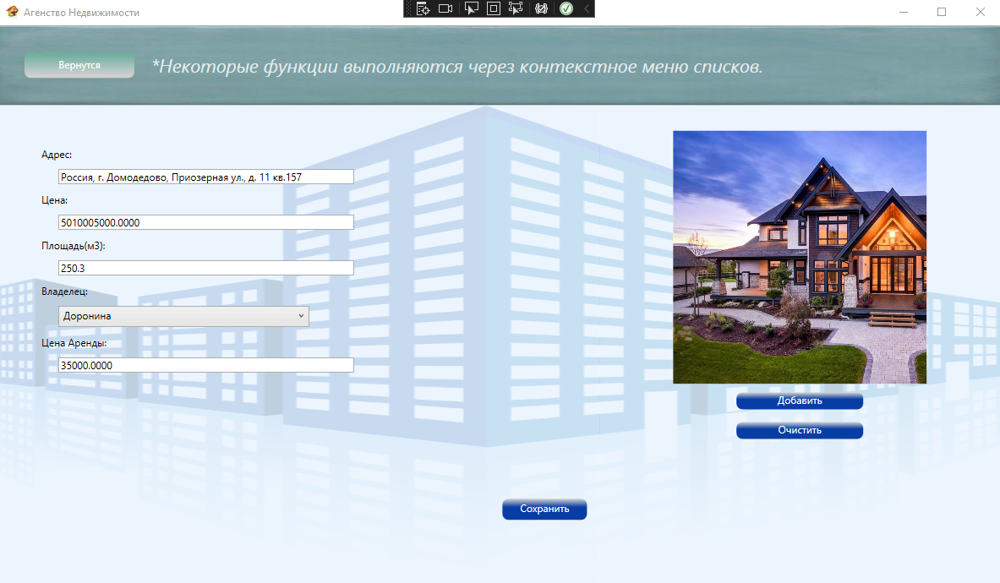 Агенство Недвижимости
Вернутся
*Некоторые функции выполняются через контекстное меню списков.
Адрес:
Россия, г. Домодедово, Приозерная ул., д. 11 кв.157
Цена:
5010005000.0000
Площадь(м3):
250.3
Владелец:
Доронина
Цена Аренды:
35000.0000
Добавить
Очистить
Сохранить